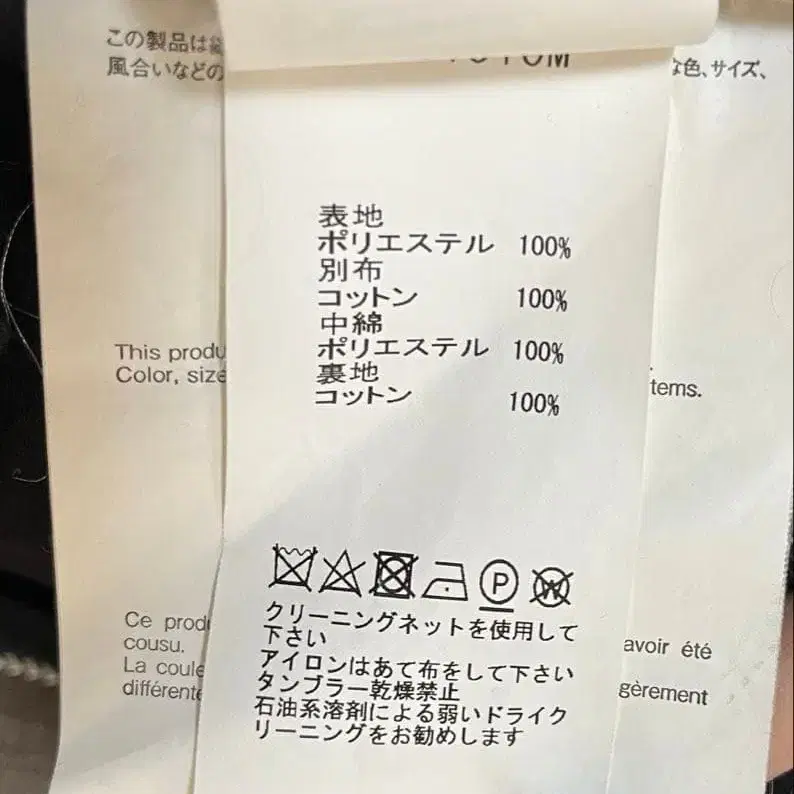 この製品は
風合いなどの
な色、サイズ、
表地
ポリエステル 100%
別布
コットン 100%
中綿
ポリエステル 100%
裏地
コットン 100%
This produ
Color, size
tems.
P
W
クリーニングネットを使用して
下さい
アイロンはあて布をして下さい
タンブラー乾燥禁止
石油系溶剤による弱いドライク
リーニングをお勧めします
Ce produ
cousu.
La coule
différente
avoir été
gèrement